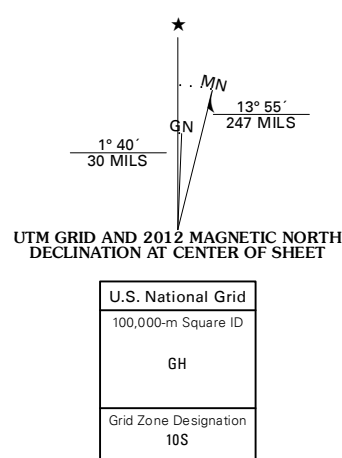 ★
MN
13° 55´
247 MILS
GN
1° 40´
30 MILS
UTM GRID AND 2012 MAGNETIC NORTH
DECLINATION AT CENTER OF SHEET
U.S. National Grid
100,000-m Square ID
GH
Grid Zone Designation
10S